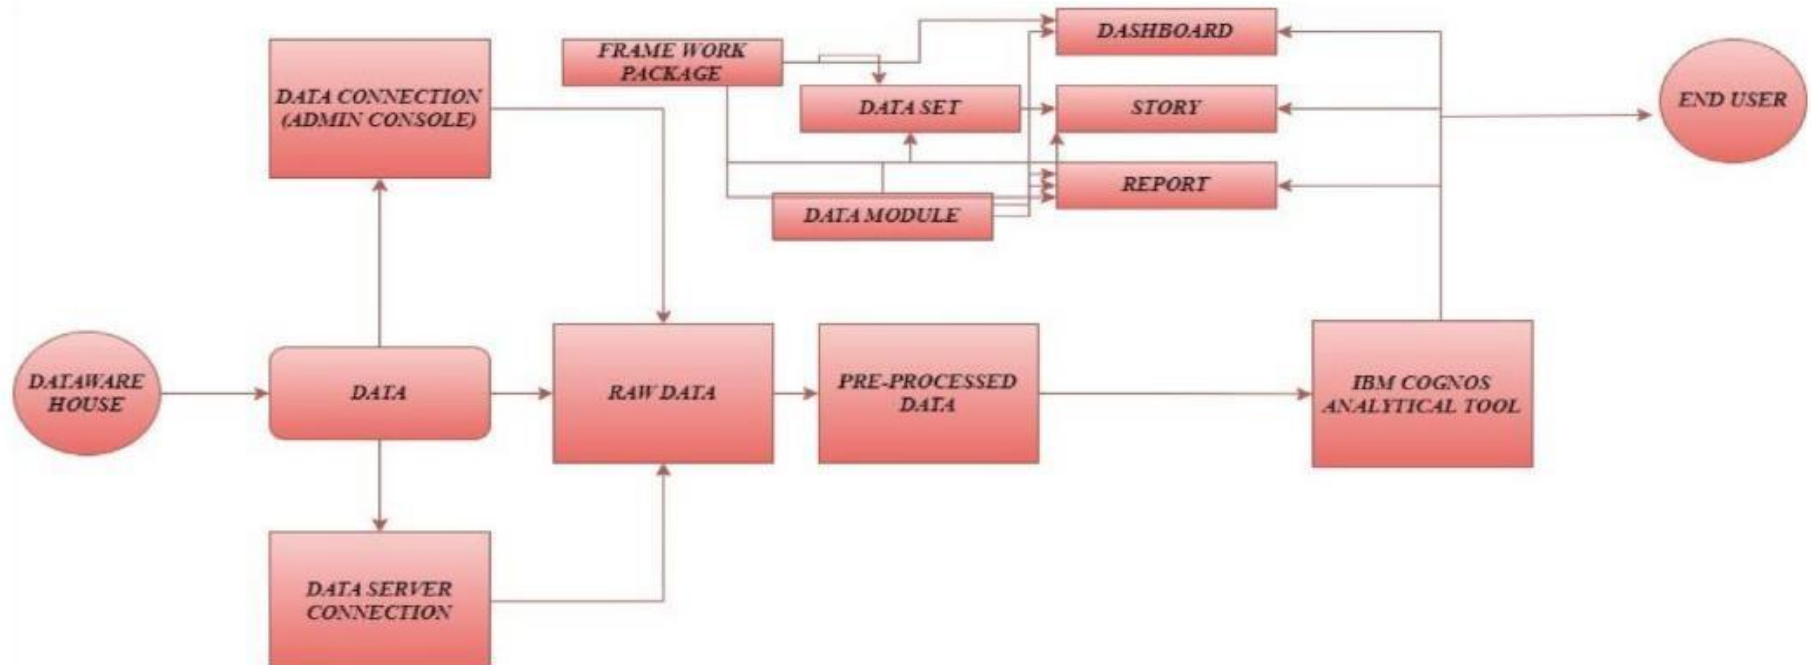 DASHBOARD
FRAME WORK
PACKAGE
DATA CONNECTION
(ADMIN CONSOLE)
DATA SET
STORY
END USER
REPORT
DATA MODULE
DATAWARE
HOUSE
DATA
RAW DATA
PRE-PROCESSED
DATA
IBM COGNOS
ANALYTICAL TOOL
DATA SERVER
CONNECTION